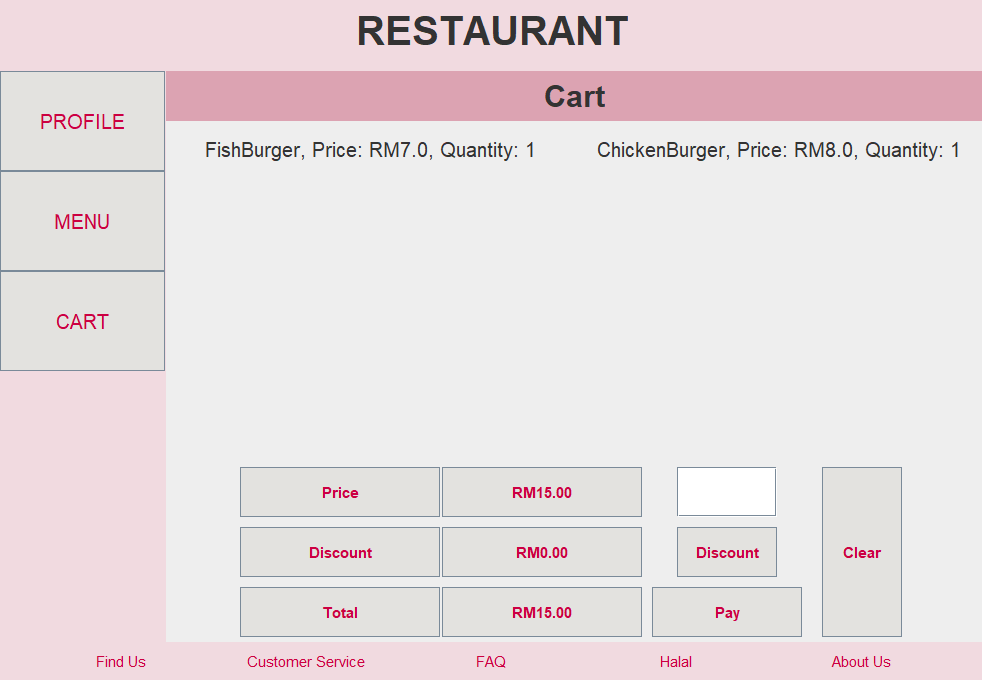 RESTAURANT
PROFILE
MENU
CART
Cart
FishBurger, Price: RM7.0, Quantity: 1
ChickenBurger, Price: RM8.0, Quantity: 1
Price
RM15.00
Discount
RM0.00
Discount
Total
RM15.00
Pay
Clear
Find Us
Customer Service
FAQ
Halal
About Us